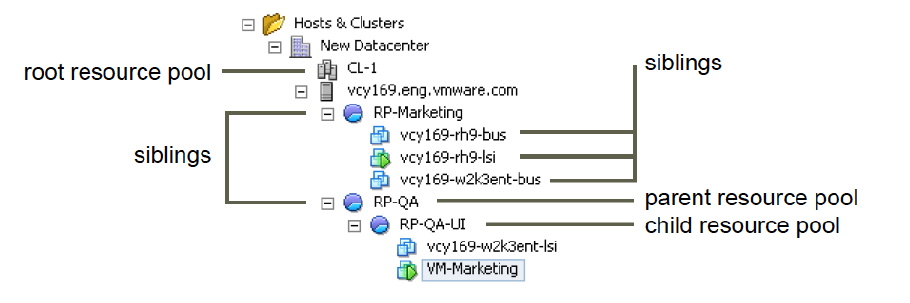 Hosts & Clusters
New Datacenter
root resource pool
CL-1
siblings
vcy169.eng.vmware.com
RP-Marketing
vcy169-rh9-bus
siblings
vcy169-rh9-lsi
vcy169-w2k3ent-bus
RP-QA
parent resource pool
RP-QA-UI
child resource pool
vcy169-w2k3ent-lsi
VM-Marketing